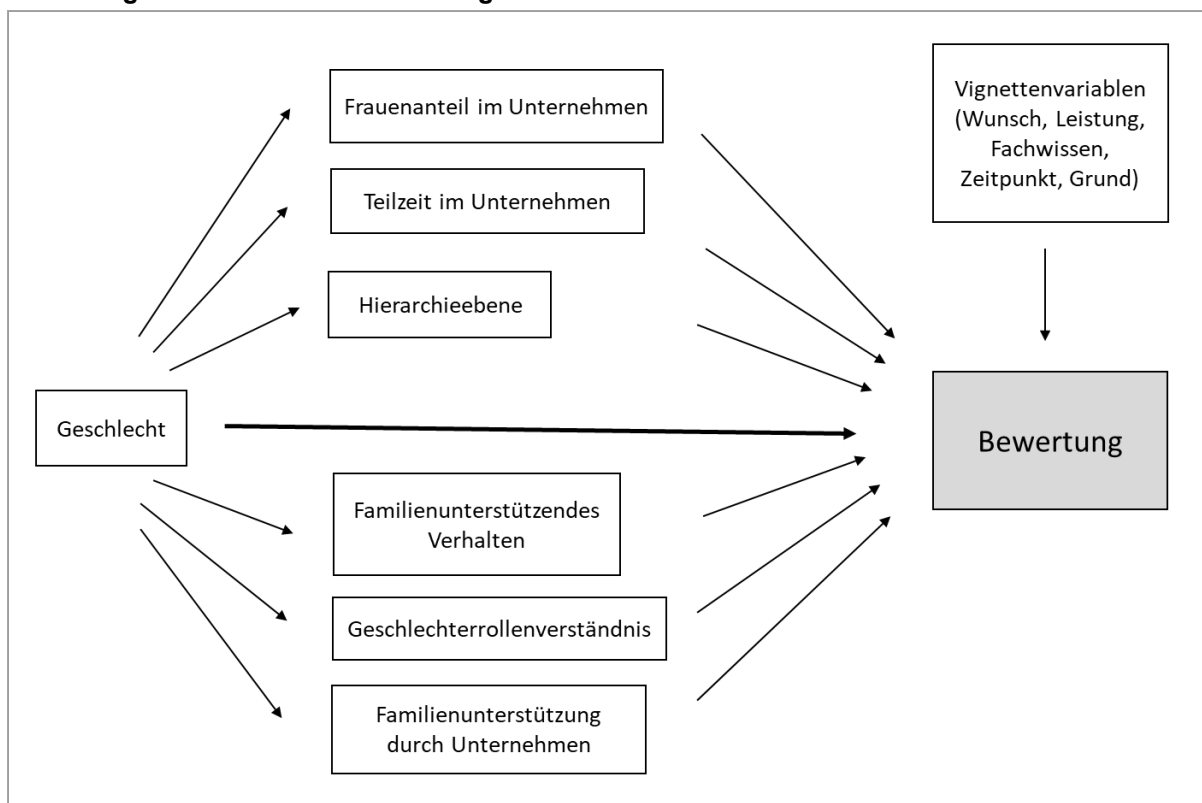 Frauenanteil im Unternehmen
Teilzeit im Unternehmen
Hierarchieebene
Geschlecht
Familienunterstützendes
Verhalten
Geschlechterrollenverständnis
Familienunterstützung
durch Unternehmen
Vignettenvariablen
(Wunsch, Leistung,
Fachwissen,
Zeitpunkt, Grund)
Bewertung